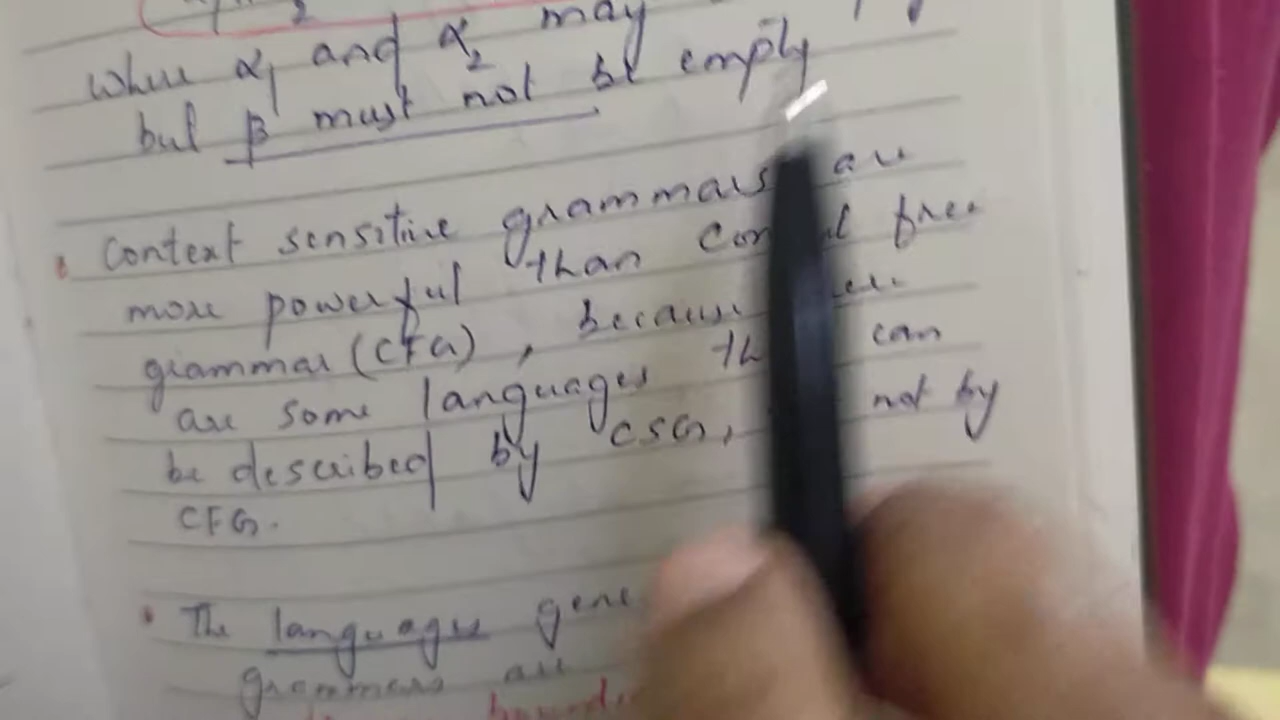 where α1 and α2 may
but β must not be empty
Context sensitive grammars are
more powerful than free
grammar (CFG), because
are some languages can
be described by CSG, not by
CFG.
The languages
grammars are